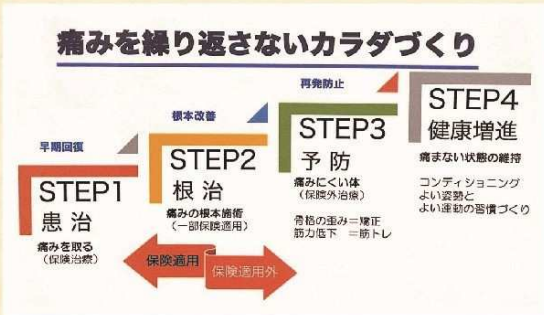 痛みを繰り返さないカラダづくり
早期回復
STEP1
患治
痛みを取る
（保険治療）
根本改善
STEP2
根治
痛みの根本施術
（一部保険適用）
再発防止
STEP3
予防
痛みにくい体
（保険外治療）
骨格の歪み＝矯正
筋力低下 ＝筋トレ
STEP4
健康増進
痛まない状態の維持
コンディショニング
よい姿勢と
よい運動の習慣づくり
保険適用
保険適用外